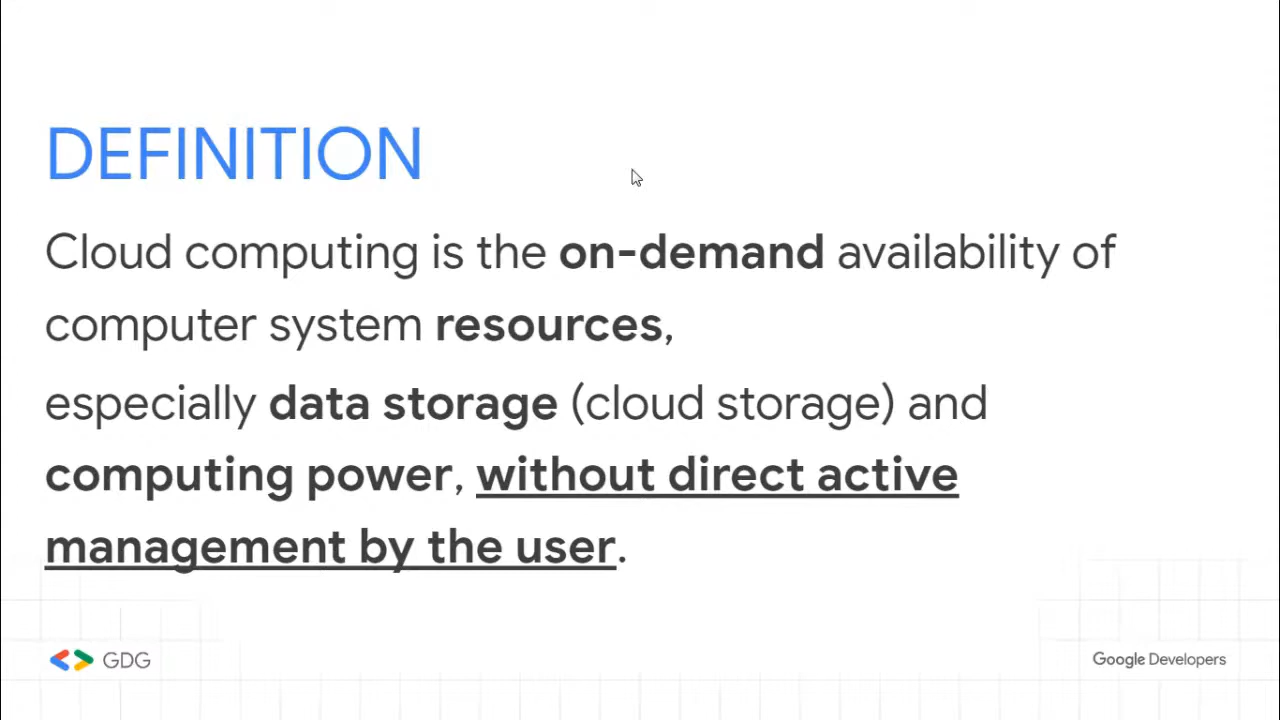 DEFINITION
Cloud computing is the on-demand availability of
computer system resources,
especially data storage (cloud storage) and
computing power, without direct active
management by the user.
GDG
Google Developers